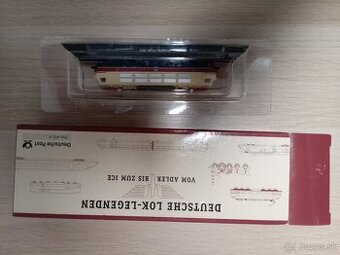 DEUTSCHE LOK-LEGENDEN
VOM ADLER BIS ZUM ICE
Deutsche Post